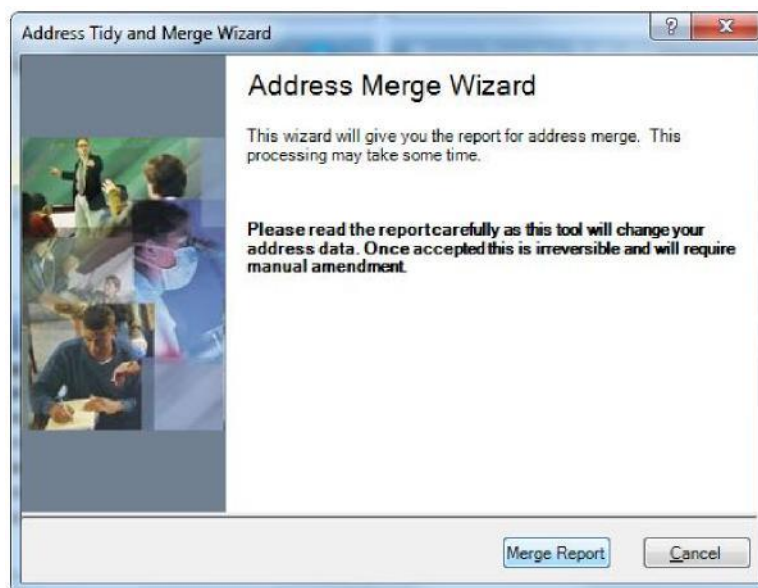 Address Tidy and Merge Wizard
?
Address Merge Wizard
This wizard will give you the report for address merge. This
processing may take some time.
Please read the report carefully as this tool will change your
address data. Once accepted this is irreversible and will require
manual amendment.
Merge Report
Cancel